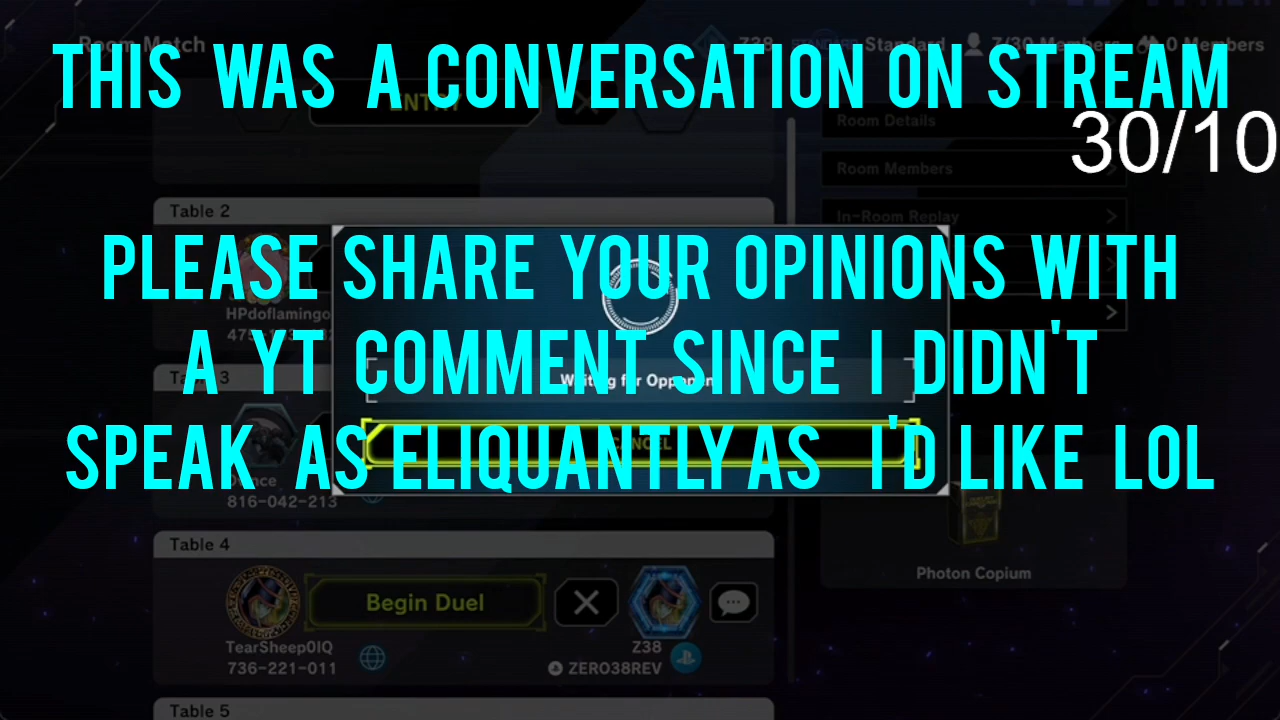 THIS WAS A CONVERSATION ON STREAM
Room Match
Z38
Standard
7/30 Members
0 Members
30/10
Room Details
Room Members
In-Room Replay
Table 2
PLEASE SHARE YOUR OPINIONS WITH
HPdoflamingo
A YT COMMENT SINCE I DIDN'T
Table 3
Waiting for Opponent
SPEAK AS ELIQUANTLY AS I'D LIKE LOL
CANCEL
816-042-213
Table 4
Begin Duel
Photon Copium
TearSheep0IQ
736-221-011
Z38
ZERO38REV
Table 5